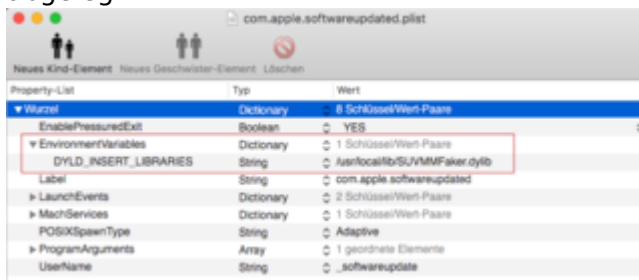 com.apple.softwareupdated.plist
Neues Kind-Element Neues Geschwister-Element Löschen
Property-List Typ Wert
Wurzel Dictionary 8 Schlüssel/Wert-Paare
EnablePressuredExit Boolean YES
EnvironmentVariables Dictionary 1 Schlüssel/Wert-Paare
DYLD_INSERT_LIBRARIES String /usr/local/lib/SUVMMFaker.dylib
Label String com.apple.softwareupdated
LaunchEvents Dictionary 2 Schlüssel/Wert-Paare
MachServices Dictionary 1 Schlüssel/Wert-Paare
POSIXSpawnType String Adaptive
ProgramArguments Array 1 geordnete Elemente
UserName String _softwareupdate